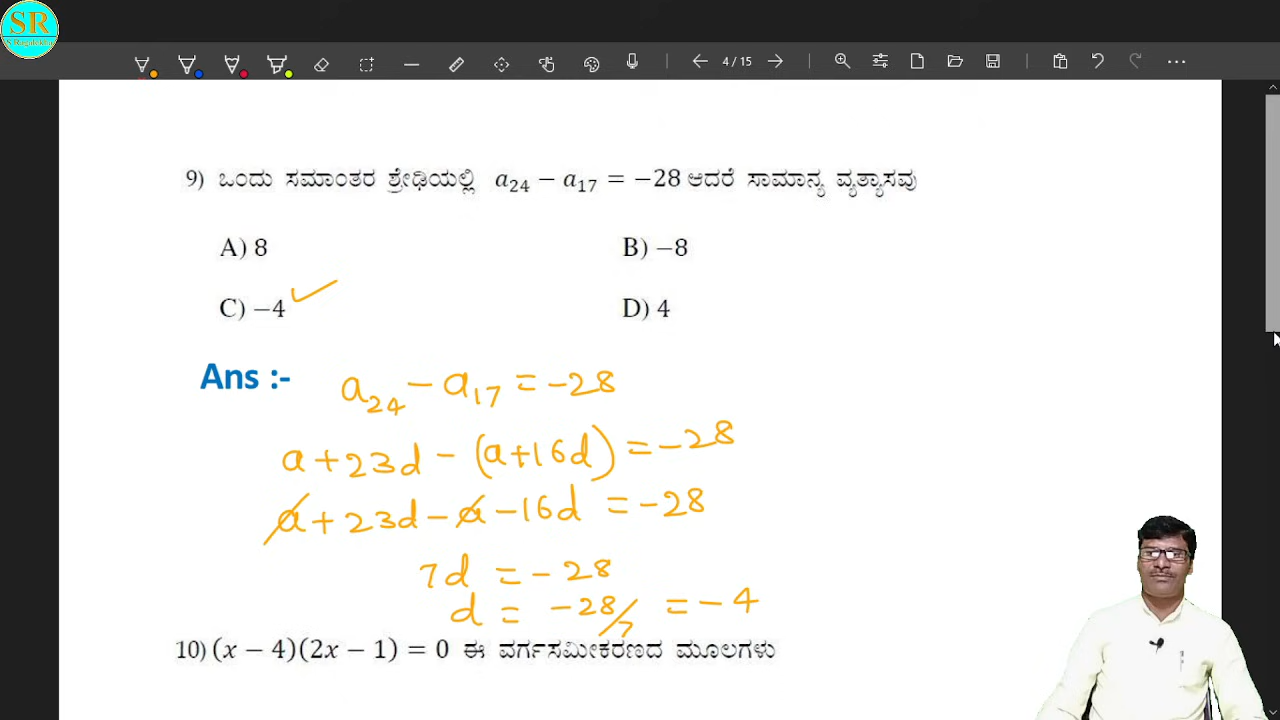 SR
4 / 15
9) ಒಂದು ಸಮಾಂತರ ಶ್ರೇಢಿಯಲ್ಲಿ a₂₄ − a₁₇ = −28 ಆದರೆ ಸಾಮಾನ್ಯ ವ್ಯತ್ಯಾಸವು
A) 8 B) −8
C) −4 ✓ D) 4
Ans :- a₂₄ − a₁₇ = −28
a + 23d − (a + 16d) = −28
a + 23d − a − 16d = −28
7d = −28
d = −28/7 = −4
10) (x − 4)(2x − 1) = 0 ಈ ವರ್ಗಸಮೀಕರಣದ ಮೂಲಗಳು